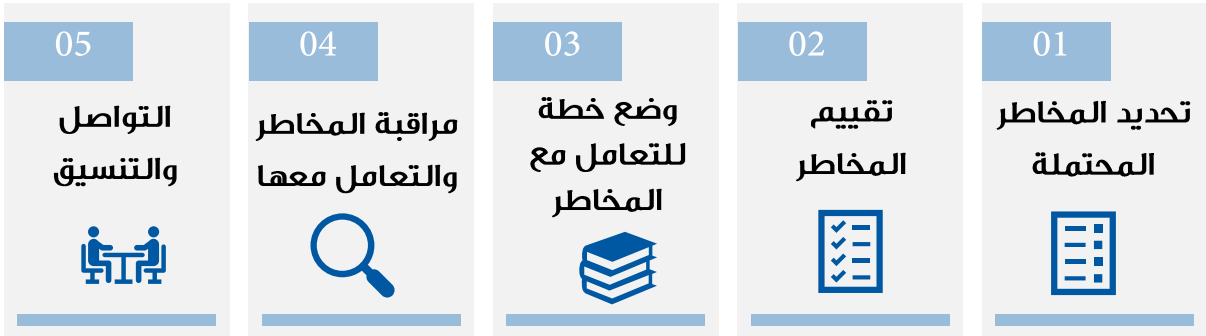 01
تحديد المخاطر
المحتملة
02
تقييم
المخاطر
03
وضع خطة
للتعامل مع
المخاطر
04
مراقبة المخاطر
والتعامل معها
05
التواصل
والتنسيق